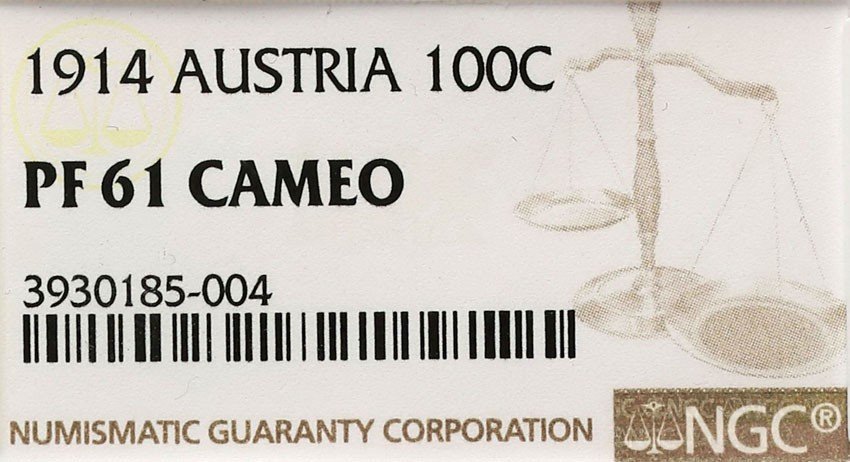 1914 AUSTRIA 100C
PF 61 CAMEO
3930185-004
NUMISMATIC GUARANTY CORPORATION
NGC®